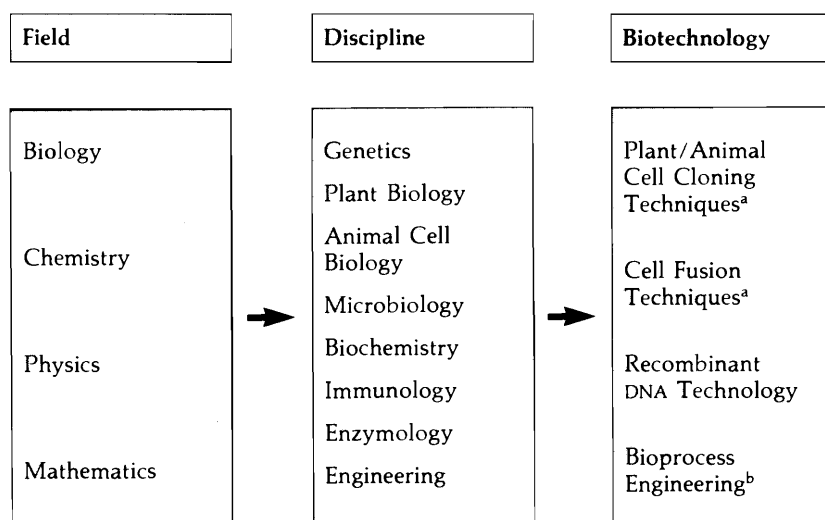 Field
Discipline
Biotechnology
Biology
Chemistry
Physics
Mathematics
Genetics
Plant Biology
Animal Cell
Biology
Microbiology
Biochemistry
Immunology
Enzymology
Engineering
Plant/Animal
Cell Cloning
Techniquesᵃ
Cell Fusion
Techniquesᵃ
Recombinant
DNA Technology
Bioprocess
Engineeringᵇ